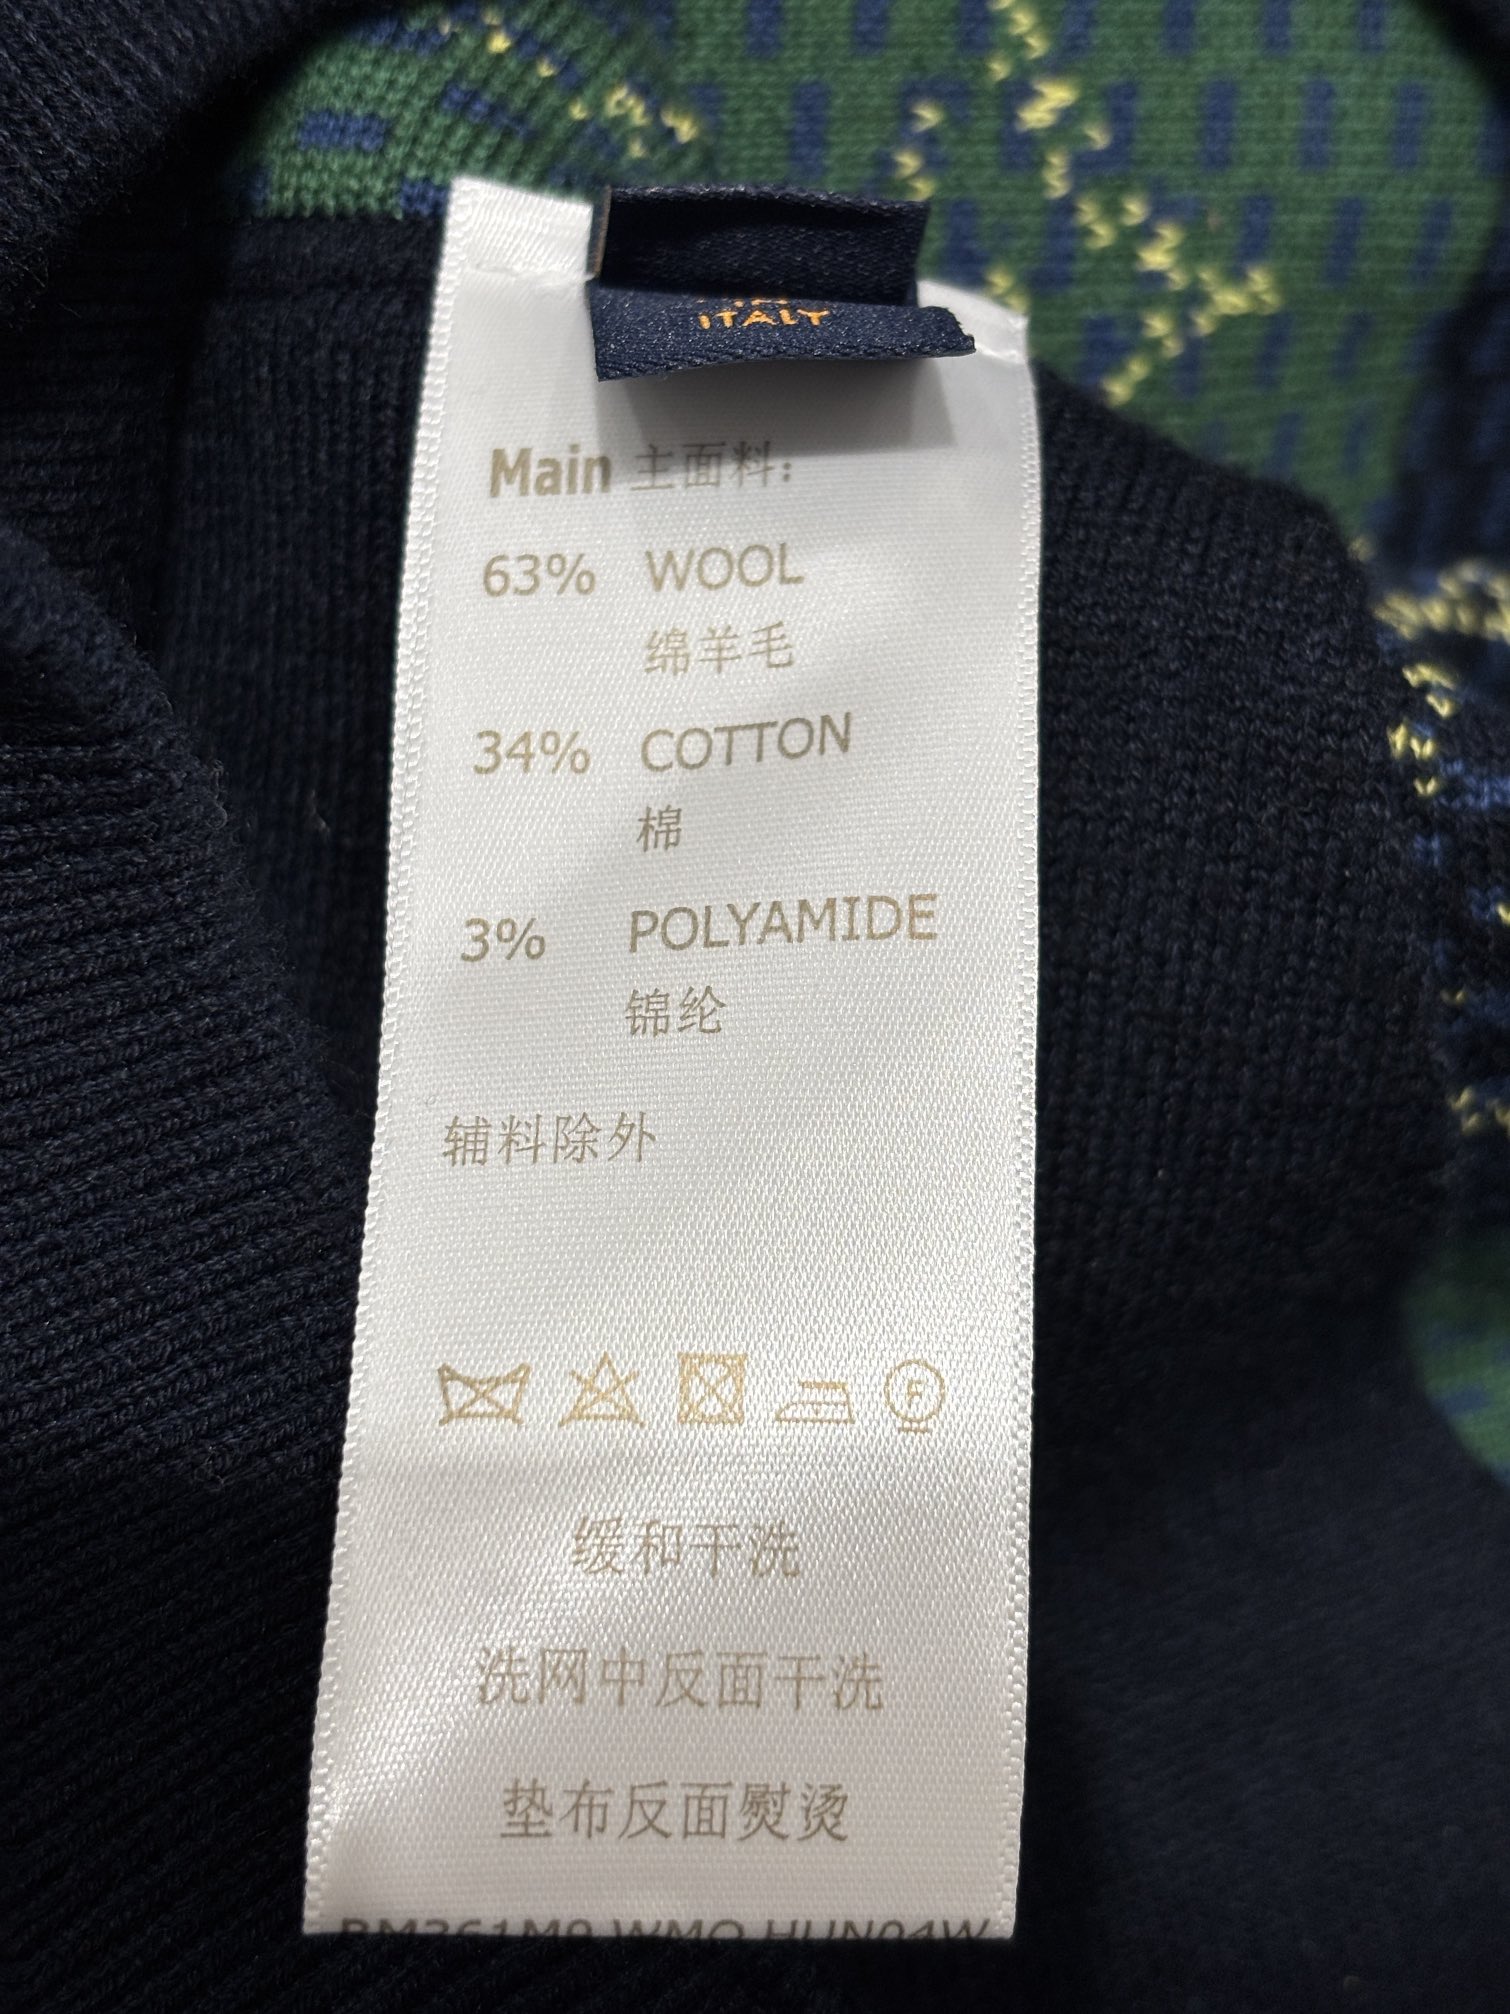 ITALY
Main 主面料:
63% WOOL
绵羊毛
34% COTTON
棉
3% POLYAMIDE
锦纶
辅料除外
F
缓和干洗
洗网中反面干洗
垫布反面熨烫